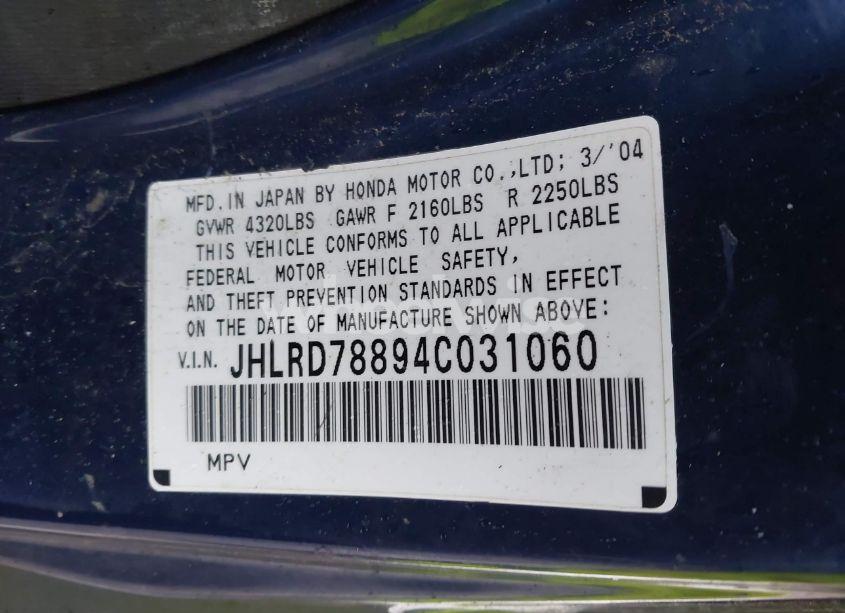 MFD. IN JAPAN BY HONDA MOTOR CO.,LTD; 3/'04
GVWR 4320LBS GAWR F 2160LBS R 2250LBS
THIS VEHICLE CONFORMS TO ALL APPLICABLE
FEDERAL MOTOR VEHICLE SAFETY,
AND THEFT PREVENTION STANDARDS IN EFFECT
ON THE DATE OF MANUFACTURE SHOWN ABOVE:
V.I.N. JHLRD78894C031060
MPV